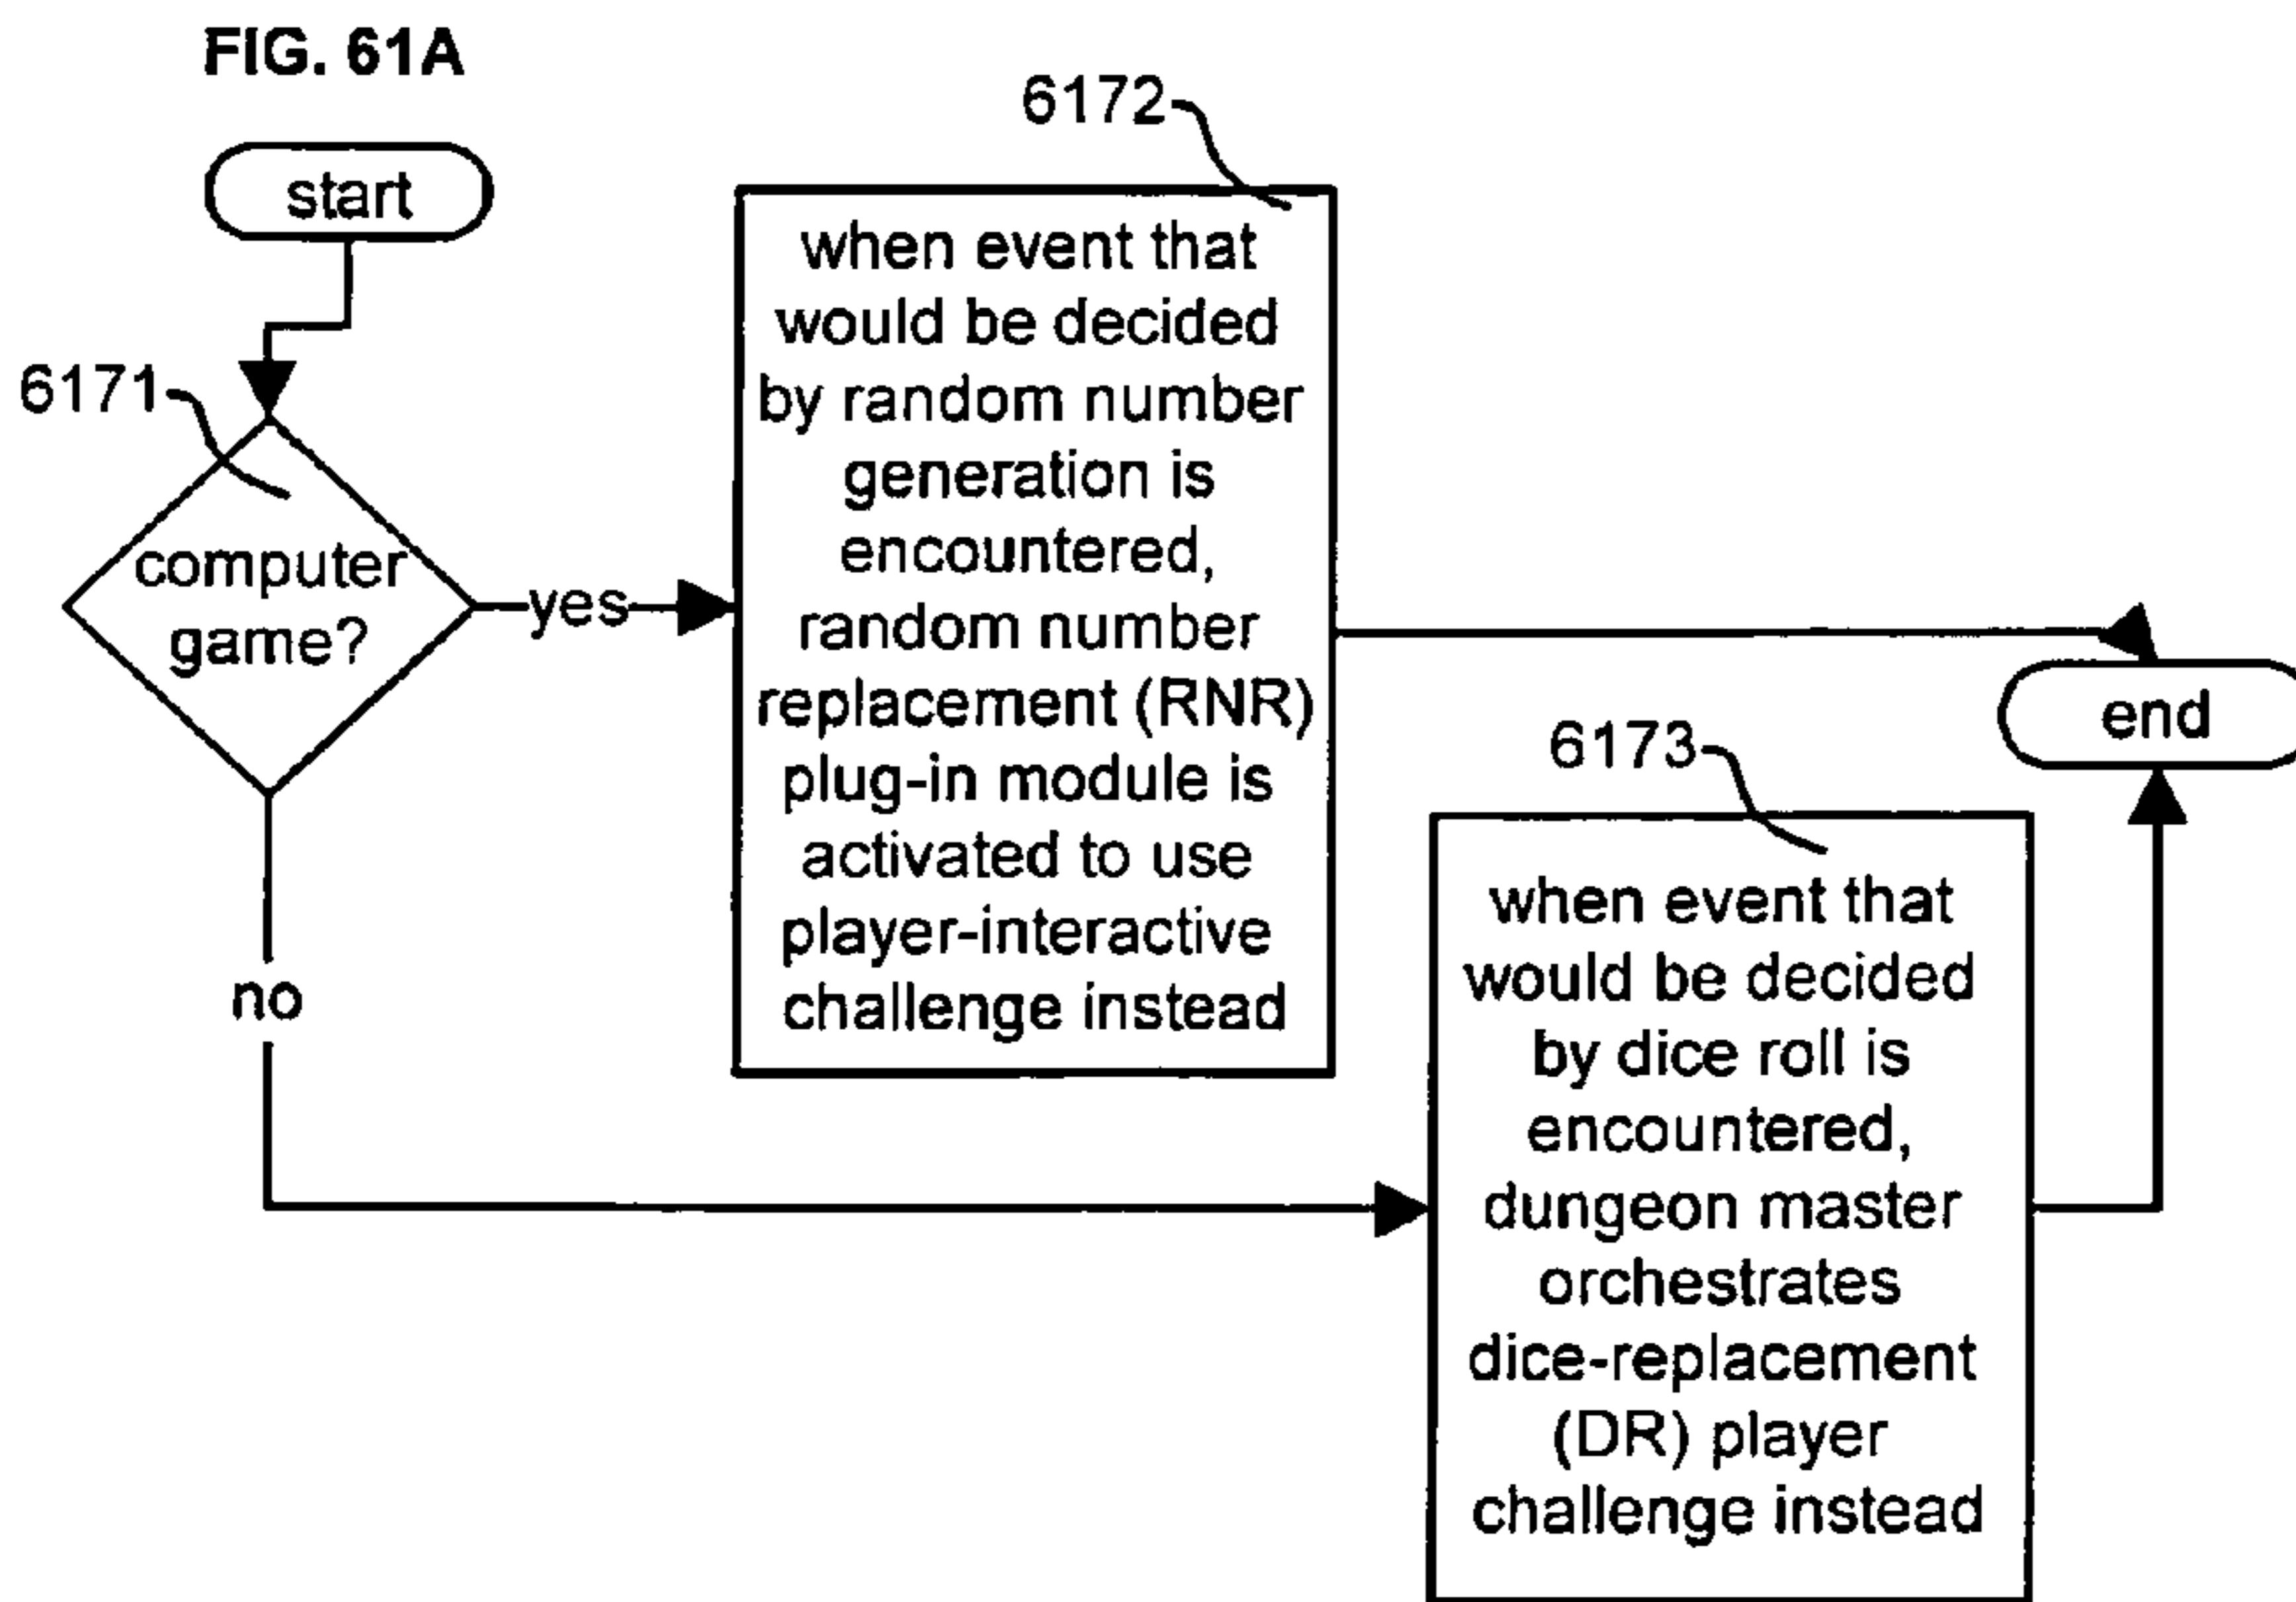 FIG. 61A
start
6171
computer
game?
yes
no
6172
when event that
would be decided
by random number
generation is
encountered,
random number
replacement (RNR)
plug-in module is
activated to use
player-interactive
challenge instead
6173
when event that
would be decided
by dice roll is
encountered,
dungeon master
orchestrates
dice-replacement
(DR) player
challenge instead
end